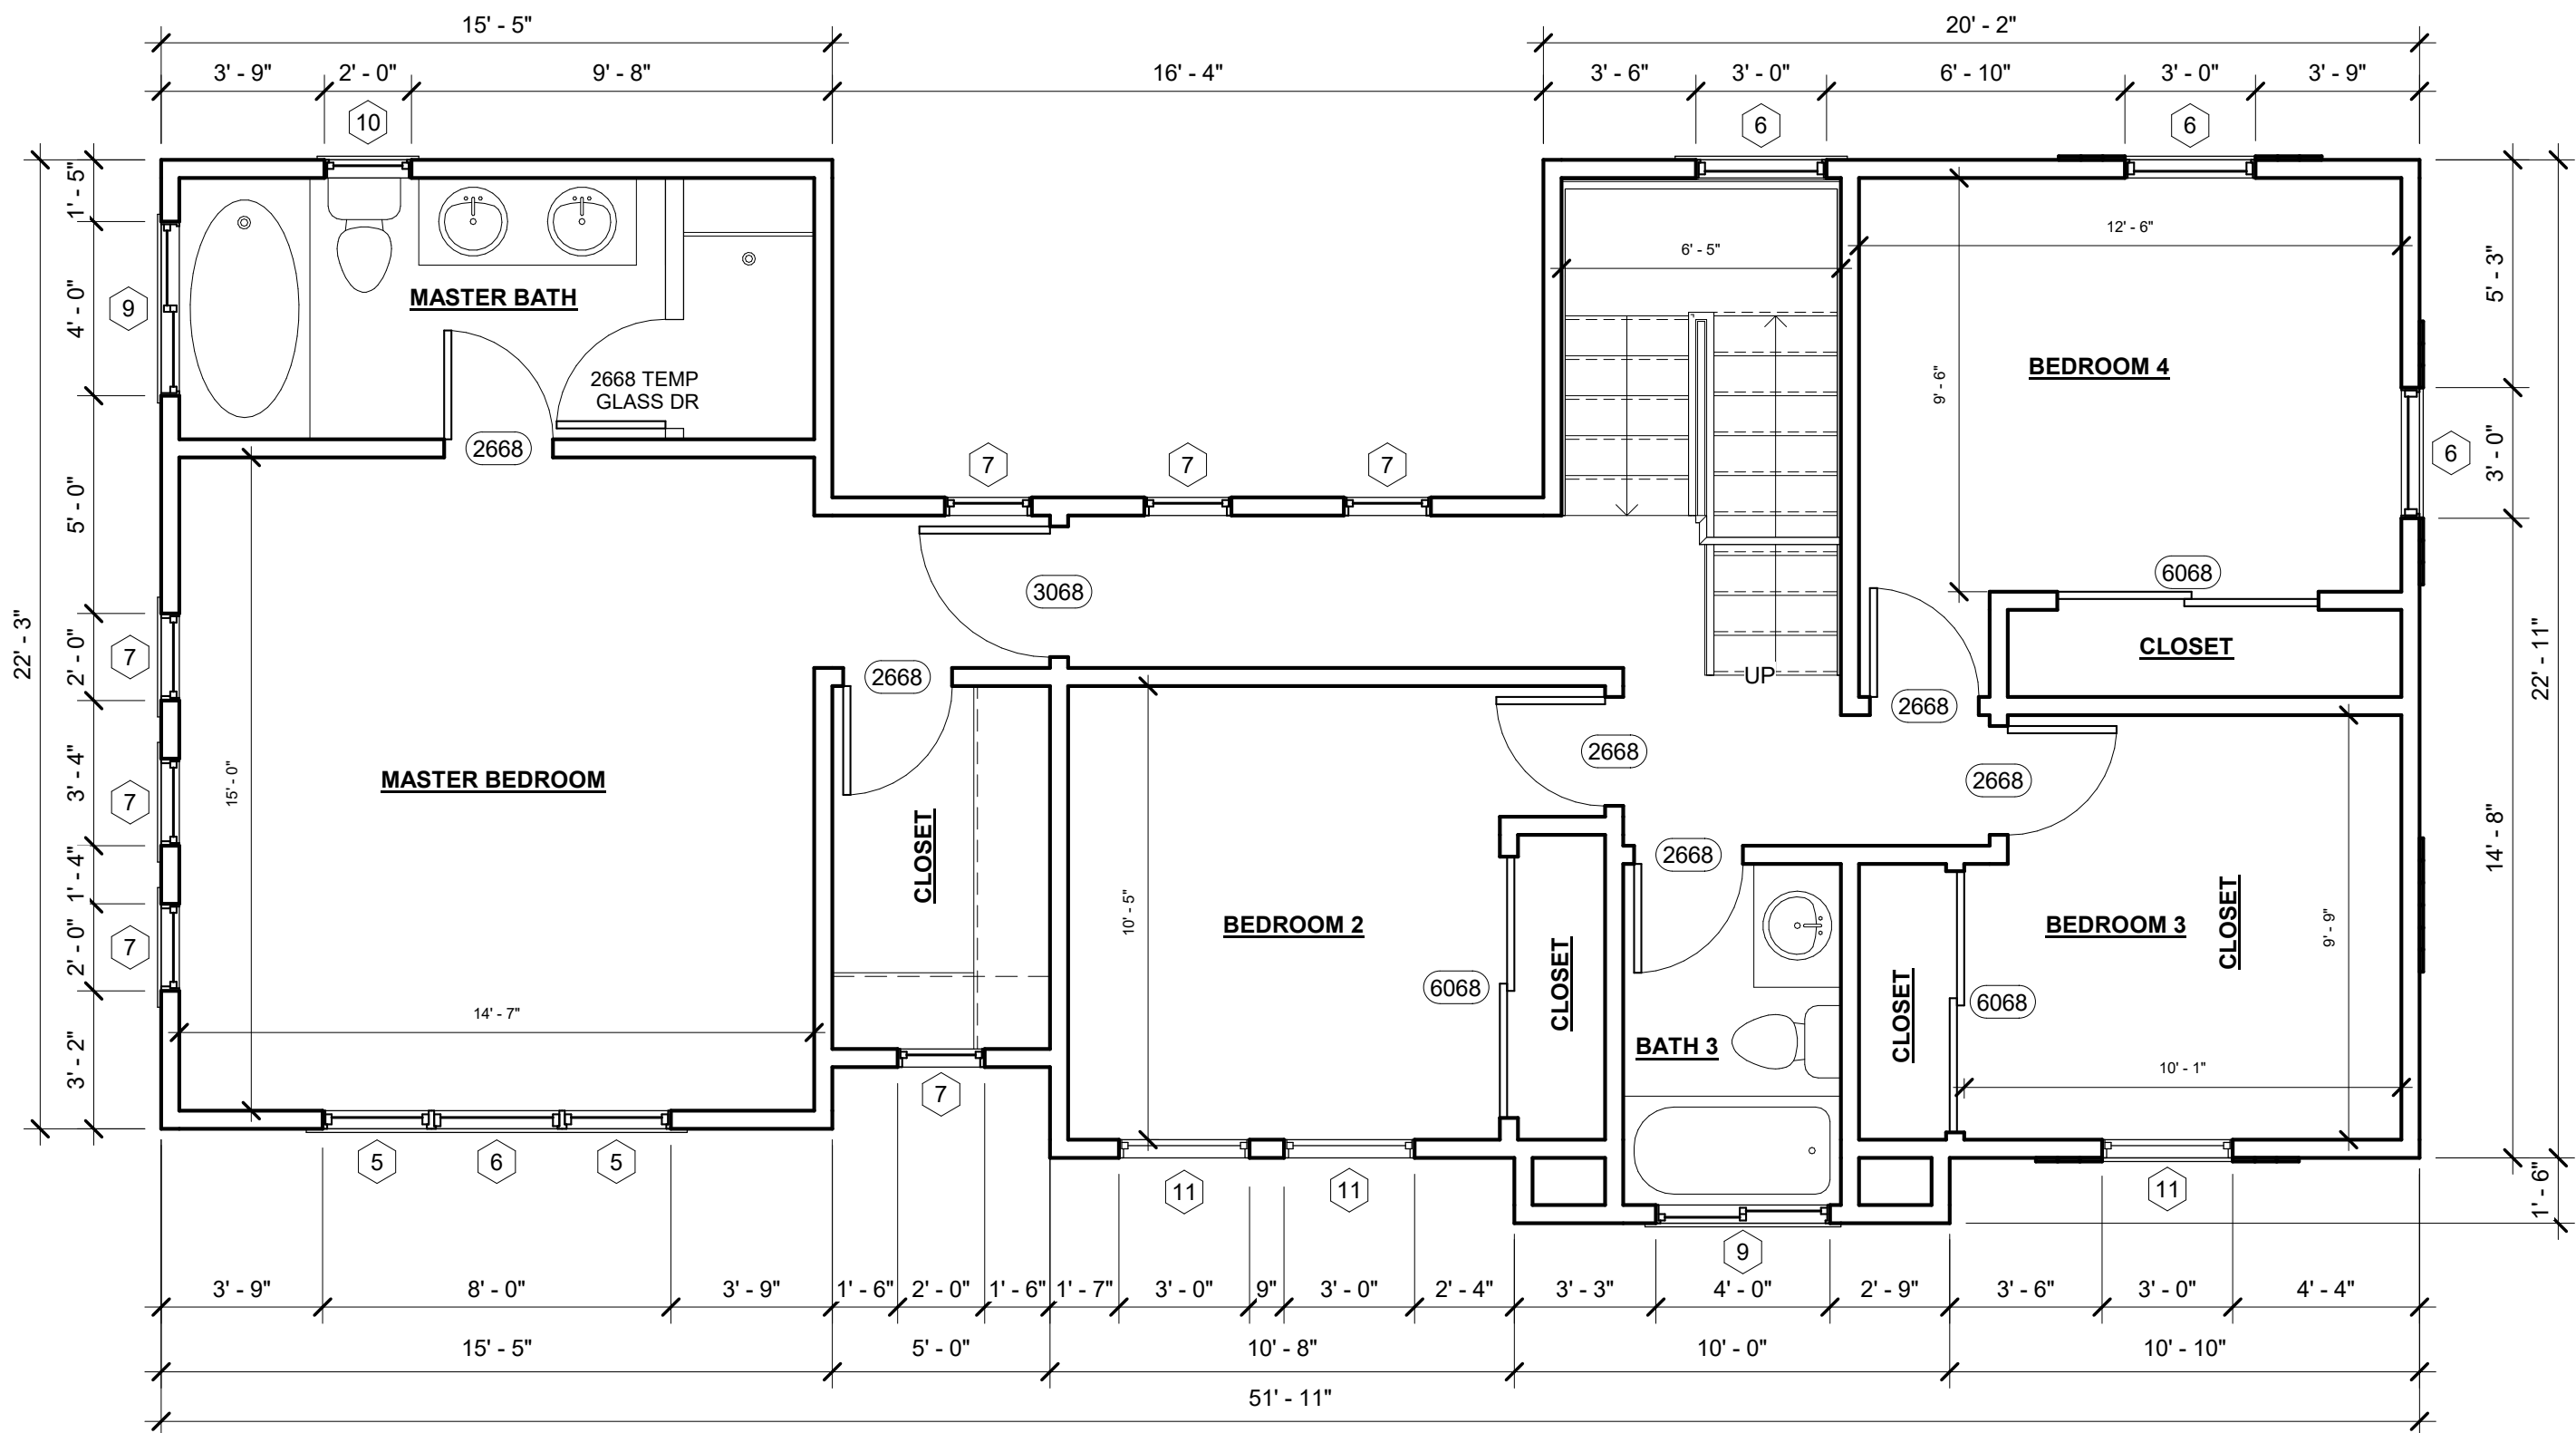 15' - 5"
20' - 2"
3' - 9"
2' - 0"
9' - 8"
16' - 4"
3' - 6"
3' - 0"
6' - 10"
3' - 0"
3' - 9"
10
6
6
1' - 5"
4' - 0"
5' - 0"
2' - 0"
3' - 4"
1' - 4"
2' - 0"
3' - 2"
22' - 3"
9
7
7
7
MASTER BATH
2668 TEMP
GLASS DR
2668
7
7
7
6' - 5"
12' - 6"
9' - 6"
BEDROOM 4
5' - 3"
3' - 0"
6
14' - 8"
22' - 11"
1' - 6"
3068
6068
CLOSET
2668
UP
2668
2668
2668
15' - 0"
MASTER BEDROOM
14' - 7"
CLOSET
10' - 5"
BEDROOM 2
6068
CLOSET
2668
BATH 3
CLOSET
6068
BEDROOM 3
CLOSET
9' - 9"
10' - 1"
7
5
6
5
11
11
11
9
3' - 9"
8' - 0"
3' - 9"
1' - 6"
2' - 0"
1' - 6"
1' - 7"
3' - 0"
9"
3' - 0"
2' - 4"
3' - 3"
4' - 0"
2' - 9"
3' - 6"
3' - 0"
4' - 4"
15' - 5"
5' - 0"
10' - 8"
10' - 0"
10' - 10"
51' - 11"